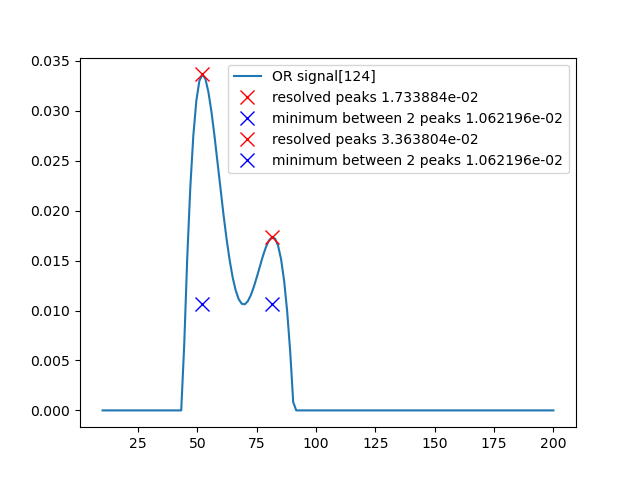 0.035
0.030
0.025
0.020
0.015
0.010
0.005
0.000
OR signal[124]
resolved peaks 1.733884e-02
minimum between 2 peaks 1.062196e-02
resolved peaks 3.363804e-02
minimum between 2 peaks 1.062196e-02
25 50 75 100 125 150 175 200